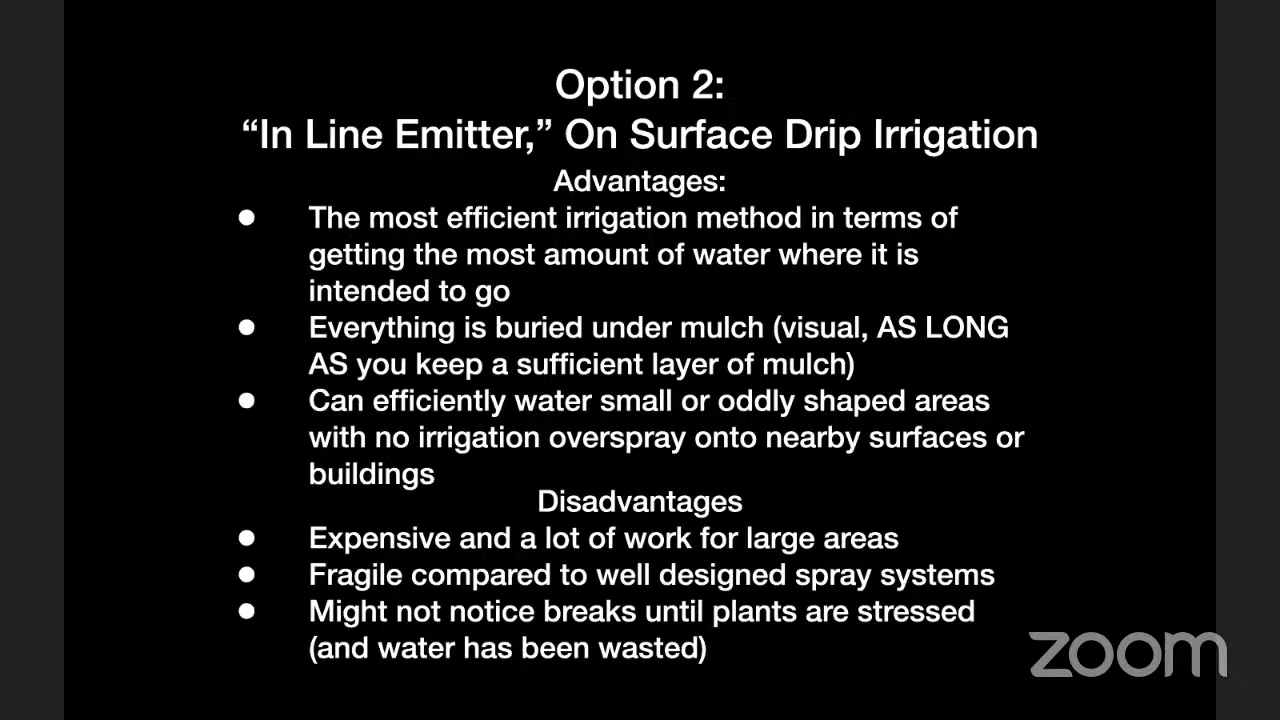 Option 2:
“In Line Emitter,” On Surface Drip Irrigation
Advantages:
● The most efficient irrigation method in terms of
getting the most amount of water where it is
intended to go
● Everything is buried under mulch (visual, AS LONG
AS you keep a sufficient layer of mulch)
● Can efficiently water small or oddly shaped areas
with no irrigation overspray onto nearby surfaces or
buildings
Disadvantages
● Expensive and a lot of work for large areas
● Fragile compared to well designed spray systems
● Might not notice breaks until plants are stressed
(and water has been wasted)
zoom